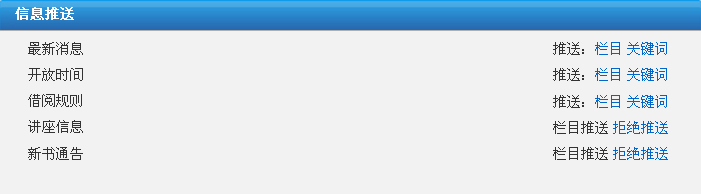 信息推送
最新消息 推送：栏目 关键词
开放时间 推送：栏目 关键词
借阅规则 推送：栏目 关键词
讲座信息 栏目推送 拒绝推送
新书通告 栏目推送 拒绝推送